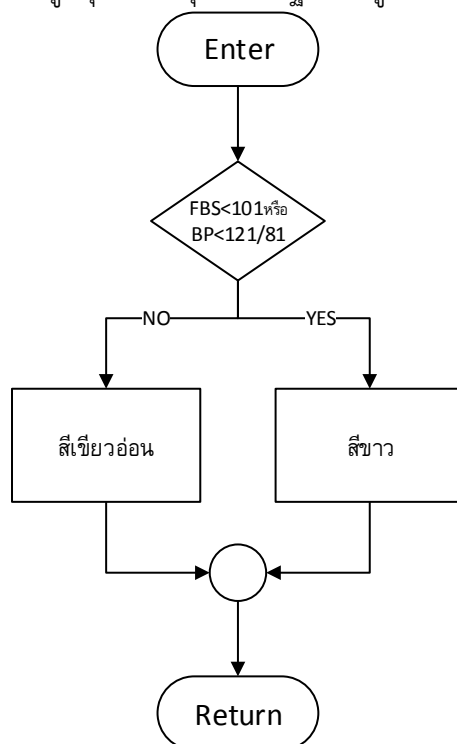 Enter
FBS<101หรือ
BP<121/81
NO
YES
สีเขียวอ่อน
สีขาว
Return